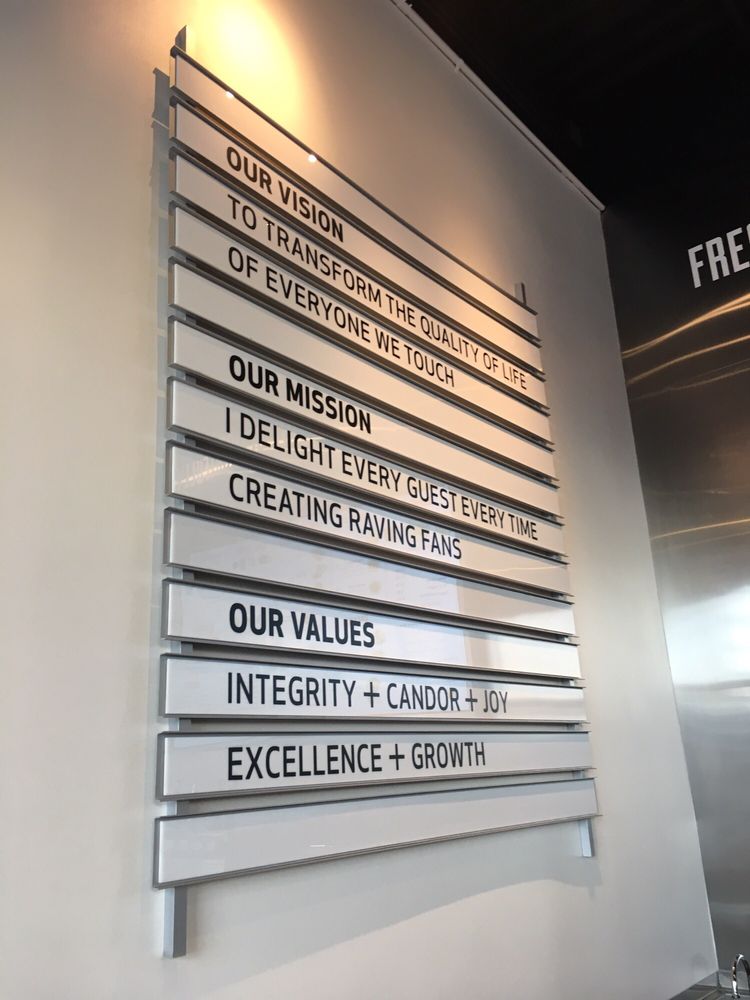 OUR VISION
TO TRANSFORM THE QUALITY OF LIFE
OF EVERYONE WE TOUCH
OUR MISSION
I DELIGHT EVERY GUEST EVERY TIME
CREATING RAVING FANS
OUR VALUES
INTEGRITY + CANDOR + JOY
EXCELLENCE + GROWTH